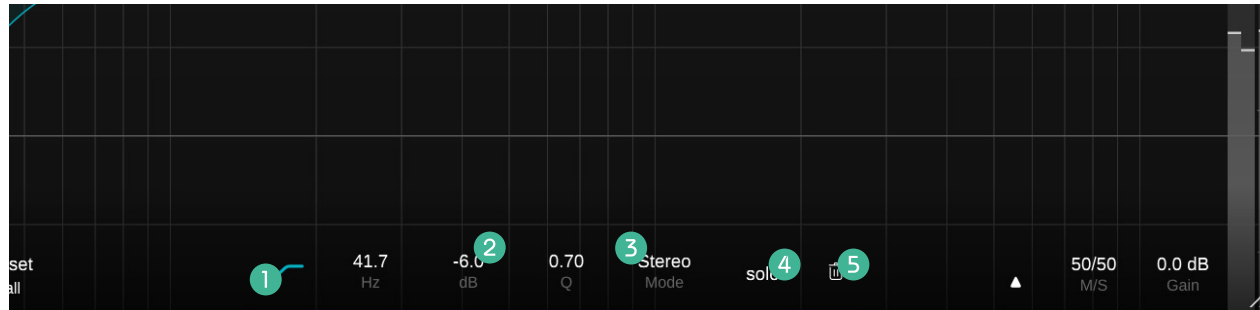 set
all
1
41.7
Hz
2
-6.0
dB
0.70
Q
3
Stereo
Mode
solo
4
5
50/50
M/S
0.0 dB
Gain